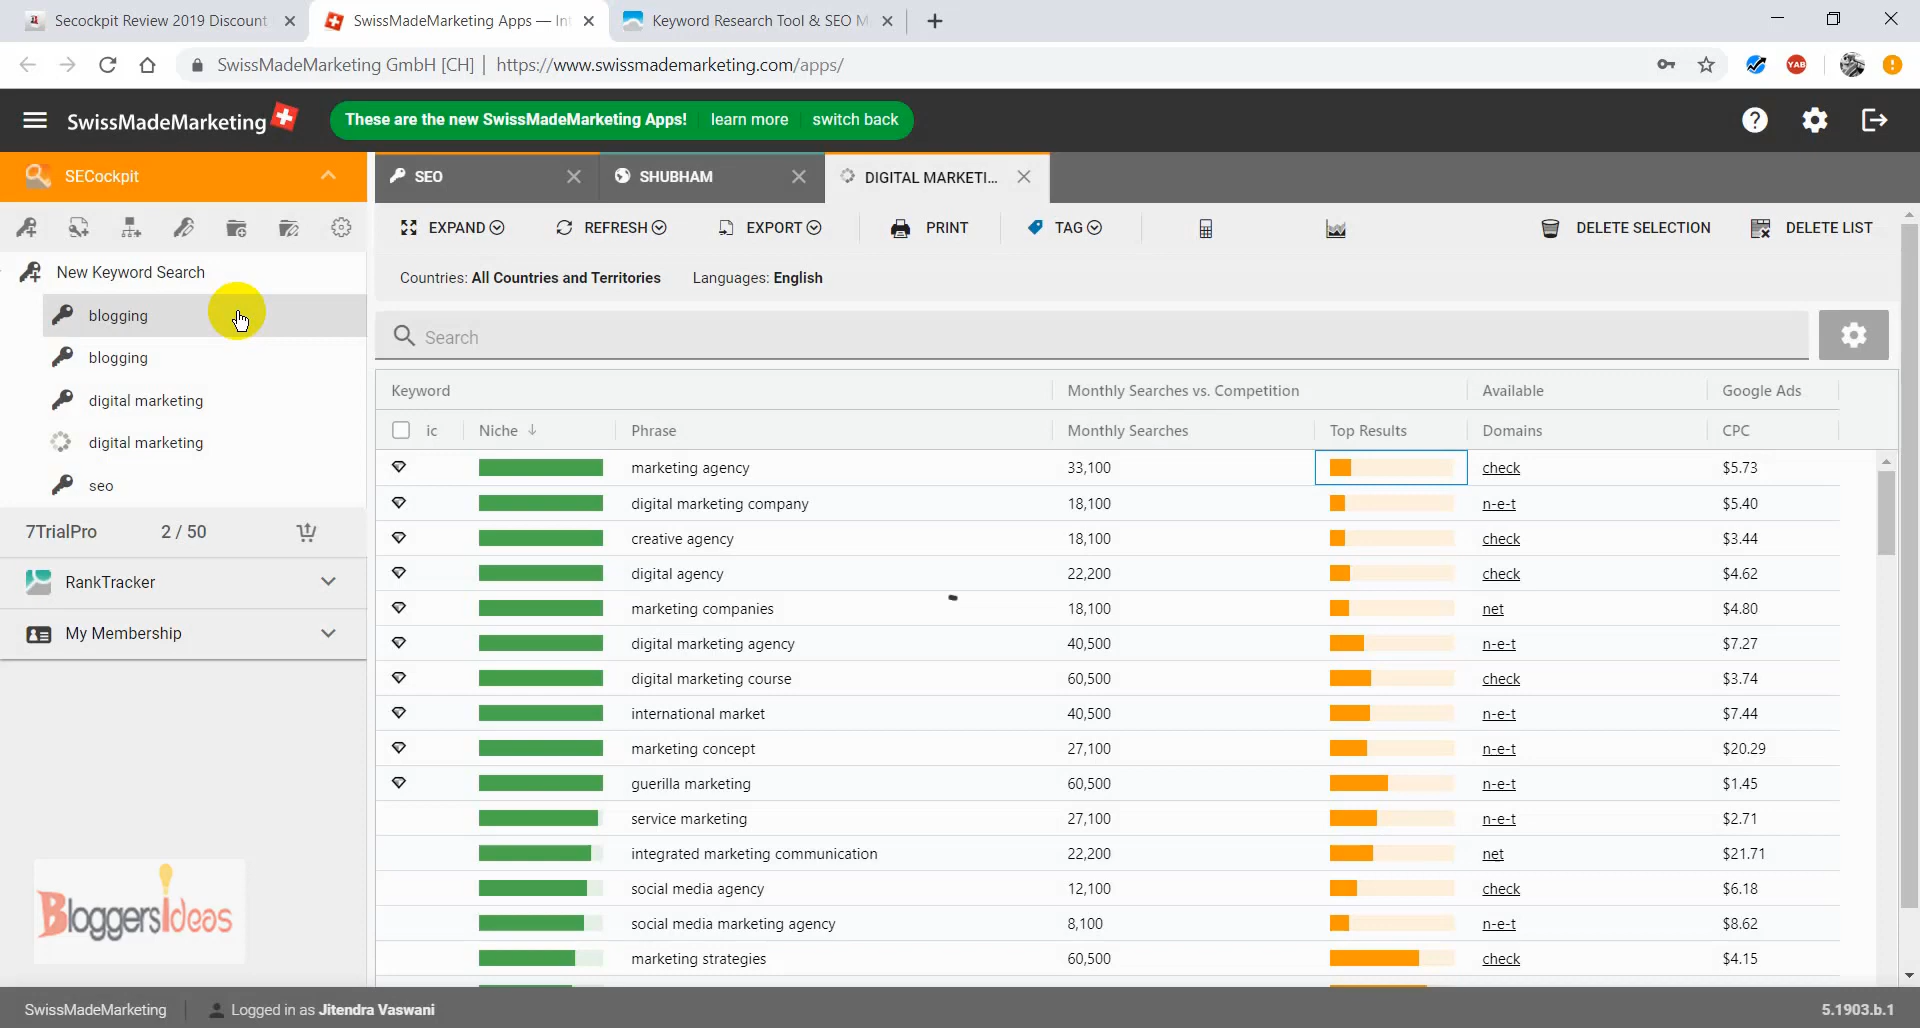 Secockpit Review 2019 Discount
SwissMadeMarketing Apps — Int
Keyword Research Tool & SEO M
SwissMadeMarketing GmbH [CH] | https://www.swissmademarketing.com/apps/
YAB
SwissMadeMarketing
These are the new SwissMadeMarketing Apps! learn more switch back
SECockpit
SEO
SHUBHAM
DIGITAL MARKETI...
EXPAND REFRESH EXPORT PRINT TAG DELETE SELECTION DELETE LIST
Countries: All Countries and Territories Languages: English
Search
New Keyword Search
blogging
blogging
digital marketing
digital marketing
seo
7TrialPro 2 / 50
RankTracker
My Membership
BloggersIdeas
Keyword Monthly Searches vs. Competition Available Google Ads
ic Niche Phrase Monthly Searches Top Results Domains CPC
marketing agency 33,100 check $5.73
digital marketing company 18,100 n-e-t $5.40
creative agency 18,100 check $3.44
digital agency 22,200 check $4.62
marketing companies 18,100 net $4.80
digital marketing agency 40,500 n-e-t $7.27
digital marketing course 60,500 check $3.74
international market 40,500 n-e-t $7.44
marketing concept 27,100 n-e-t $20.29
guerilla marketing 60,500 n-e-t $1.45
service marketing 27,100 n-e-t $2.71
integrated marketing communication 22,200 net $21.71
social media agency 12,100 check $6.18
social media marketing agency 8,100 n-e-t $8.62
marketing strategies 60,500 check $4.15
SwissMadeMarketing Logged in as Jitendra Vaswani 5.1903.b.1